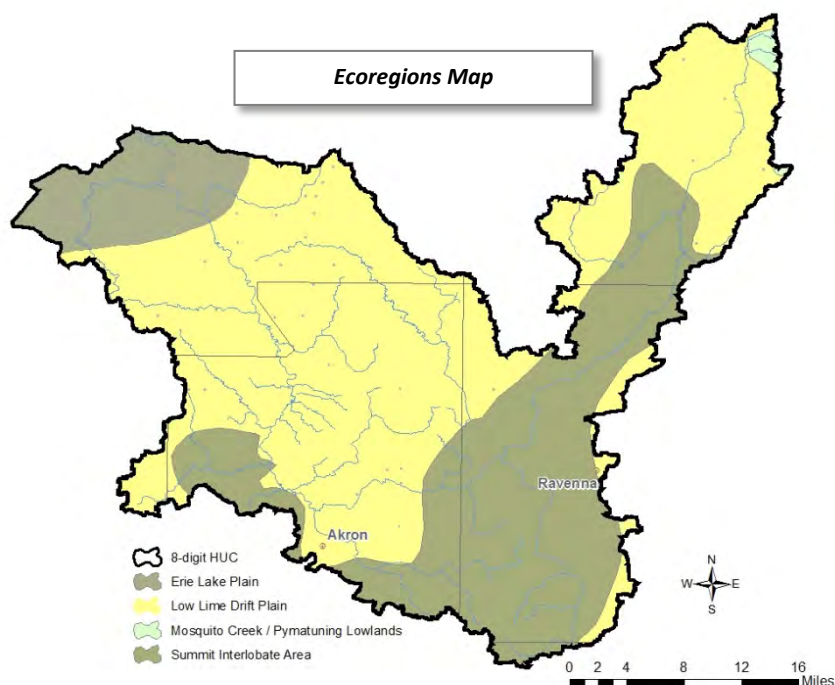 Ecoregions Map
Ravenna
Akron
8-digit HUC
Erie Lake Plain
Low Lime Drift Plain
Mosquito Creek / Pymatuning Lowlands
Summit Interlobate Area
N
W E
S
0 2 4 8 12 16
Miles